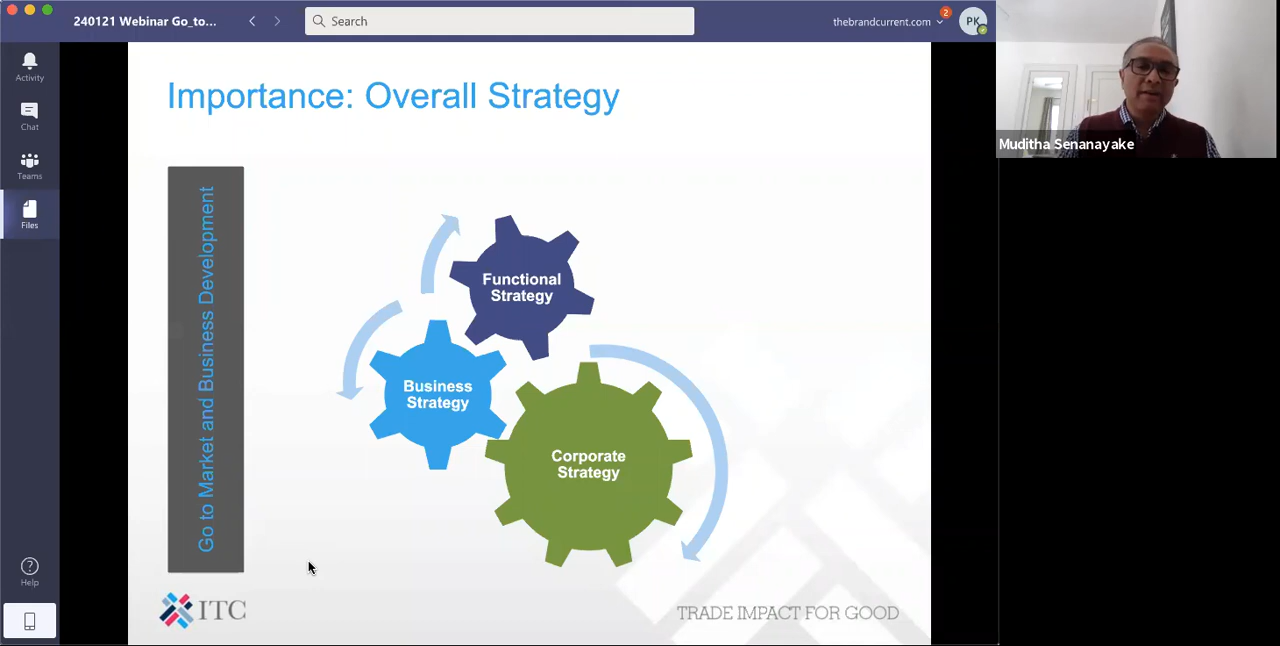 240121 Webinar Go_to...
Search
thebrandcurrent.com
2
PK
Activity
Chat
Teams
Files
Help
Importance: Overall Strategy
Go to Market and Business Development
Functional
Strategy
Business
Strategy
Corporate
Strategy
ITC
TRADE IMPACT FOR GOOD
Muditha Senanayake